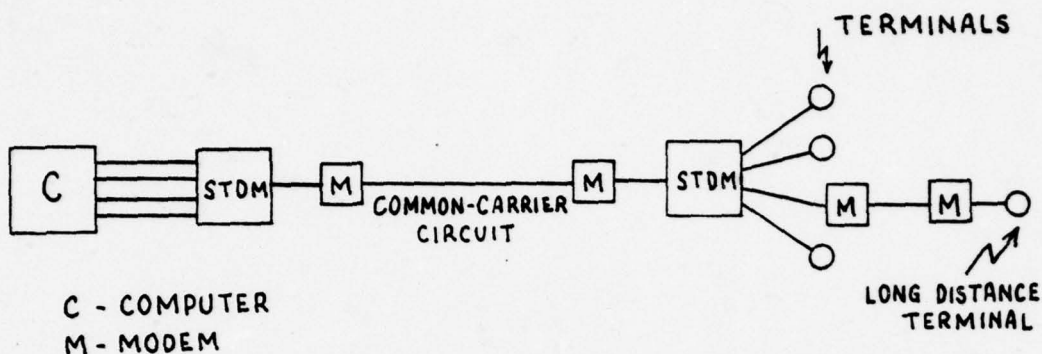 TERMINALS
C
STDM
M
COMMON-CARRIER
CIRCUIT
M
STDM
M
M
LONG DISTANCE
TERMINAL
C - COMPUTER
M - MODEM